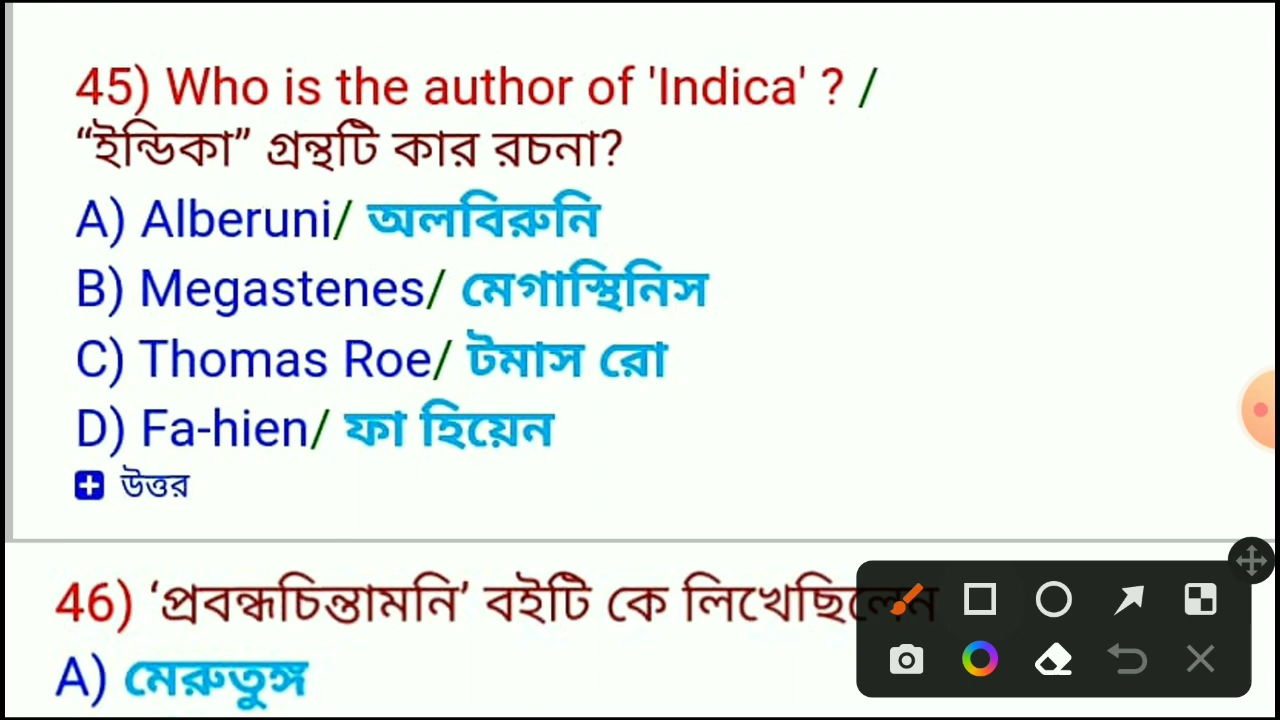 45) Who is the author of 'Indica' ? /
“ইন্ডিকা” গ্রন্থটি কার রচনা?
A) Alberuni/ অলবিরুনি
B) Megastenes/ মেগাস্থিনিস
C) Thomas Roe/ টমাস রো
D) Fa-hien/ ফা হিয়েন
উত্তর
46) ‘প্রবন্ধচিন্তামনি’ বইটি কে লিখেছিলেন
A) মেরুতুঙ্গ